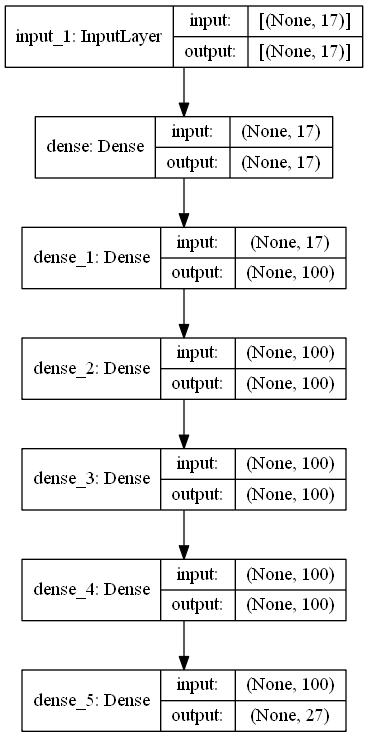 input_1: InputLayer
input: [(None, 17)]
output: [(None, 17)]
dense: Dense
input: (None, 17)
output: (None, 17)
dense_1: Dense
input: (None, 17)
output: (None, 100)
dense_2: Dense
input: (None, 100)
output: (None, 100)
dense_3: Dense
input: (None, 100)
output: (None, 100)
dense_4: Dense
input: (None, 100)
output: (None, 100)
dense_5: Dense
input: (None, 100)
output: (None, 27)